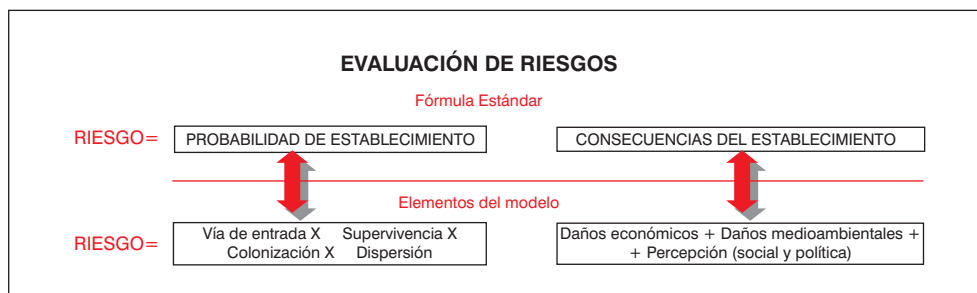 EVALUACIÓN DE RIESGOS
Fórmula Estándar
RIESGO=
PROBABILIDAD DE ESTABLECIMIENTO
CONSECUENCIAS DEL ESTABLECIMIENTO
Elementos del modelo
RIESGO=
Vía de entrada X Supervivencia X
Colonización X Dispersión
Daños económicos + Daños medioambientales +
+ Percepción (social y política)